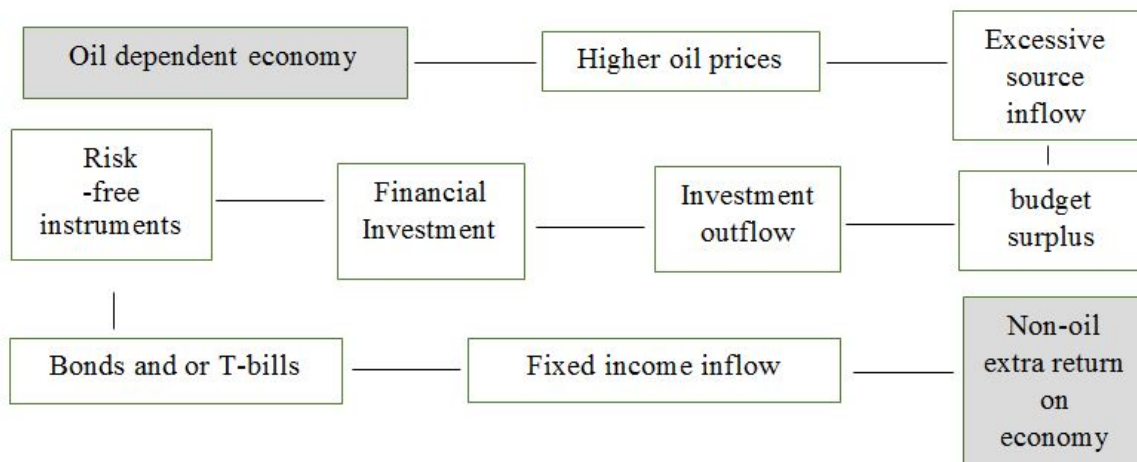 Oil dependent economy
Higher oil prices
Excessive
source
inflow
Risk
-free
instruments
Financial
Investment
Investment
outflow
budget
surplus
Bonds and or T-bills
Fixed income inflow
Non-oil
extra return
on
economy